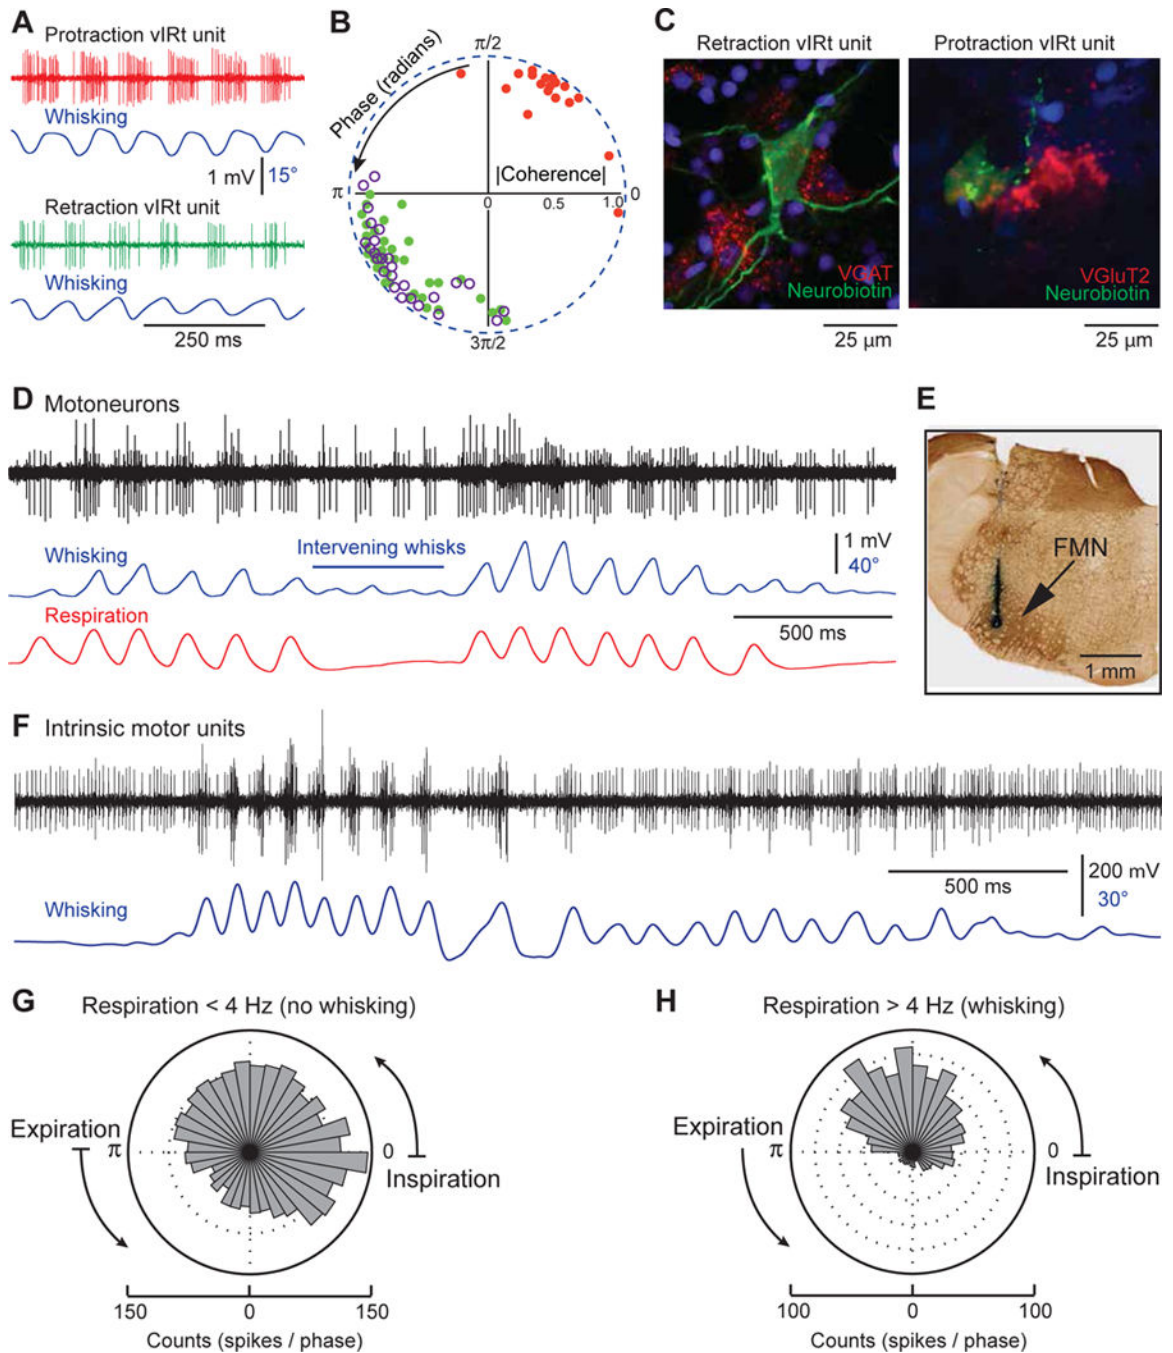 A
Protraction vIRt unit
Whisking
1 mV
15°
Retraction vIRt unit
Whisking
250 ms
B
π/2
Phase (radians)
|Coherence|
π
0
0
0.5
1.0
3π/2
C
Retraction vIRt unit
Protraction vIRt unit
VGAT
Neurobiotin
VGluT2
Neurobiotin
25 μm
25 μm
D
Motoneurons
Whisking
Intervening whisks
1 mV
40°
Respiration
500 ms
E
FMN
1 mm
F
Intrinsic motor units
Whisking
500 ms
200 mV
30°
G
Respiration < 4 Hz (no whisking)
Expiration
π
0
Inspiration
150
0
150
Counts (spikes / phase)
H
Respiration > 4 Hz (whisking)
Expiration
π
0
Inspiration
100
0
100
Counts (spikes / phase)